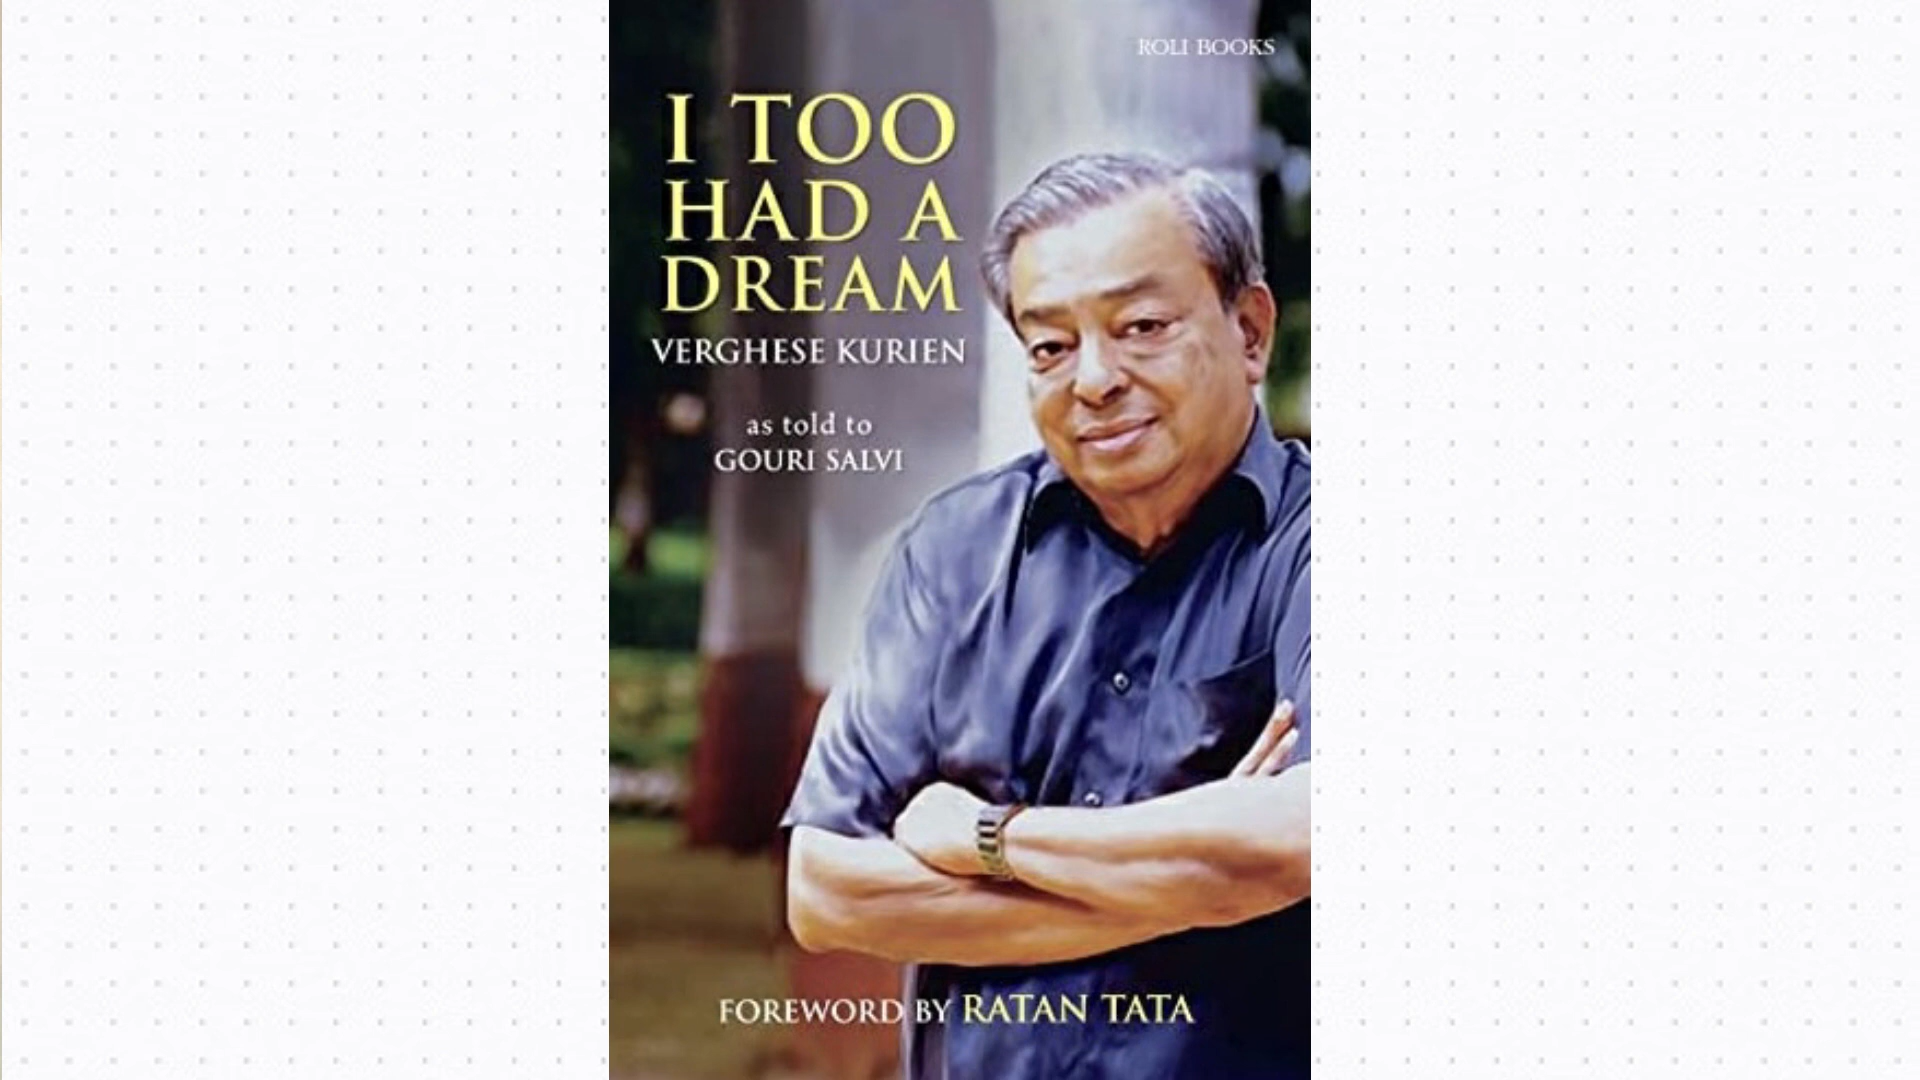 ROLI BOOKS
I TOO
HAD A
DREAM
VERGHESE KURIEN
as told to
GOURI SALVI
FOREWORD BY RATAN TATA